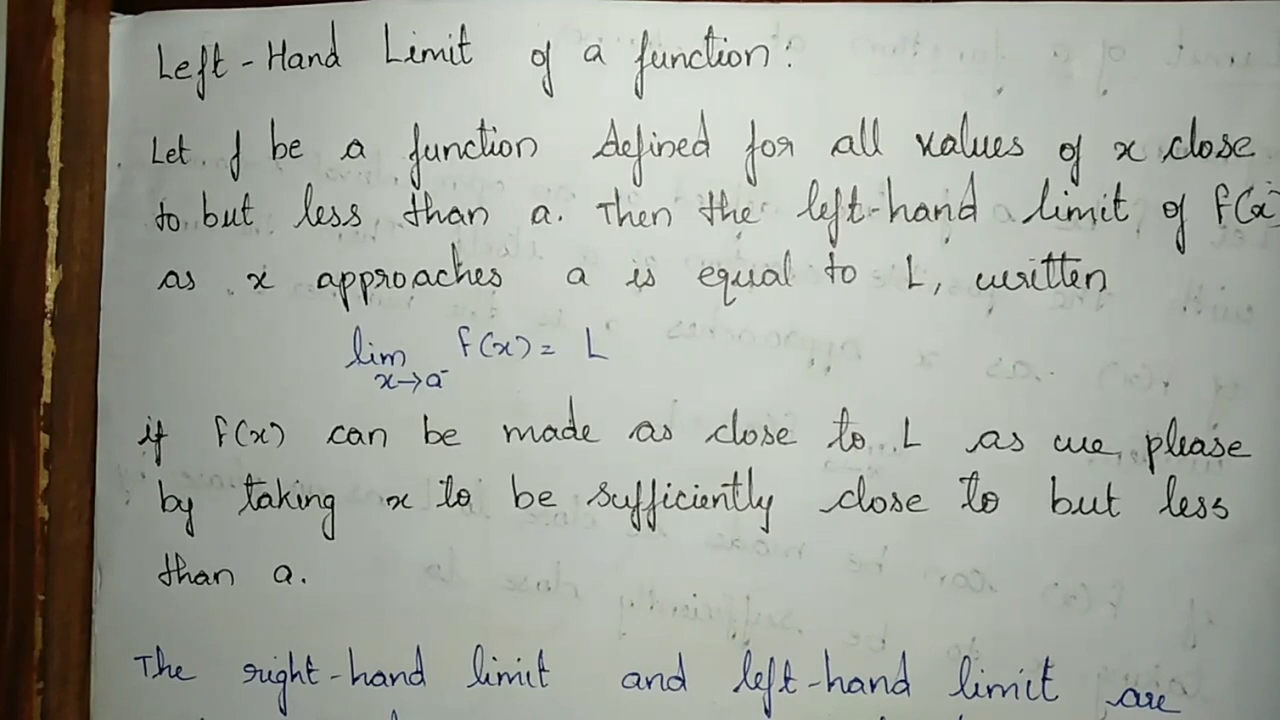 Left-Hand Limit of a function:
Let f be a function defined for all values of x close
to but less than a. Then the left-hand limit of f(x)
as x approaches a is equal to L, written
lim f(x) = L
x→a⁻
if f(x) can be made as close to L as we please
by taking x to be sufficiently close to but less
than a.
The right-hand limit and left-hand limit are